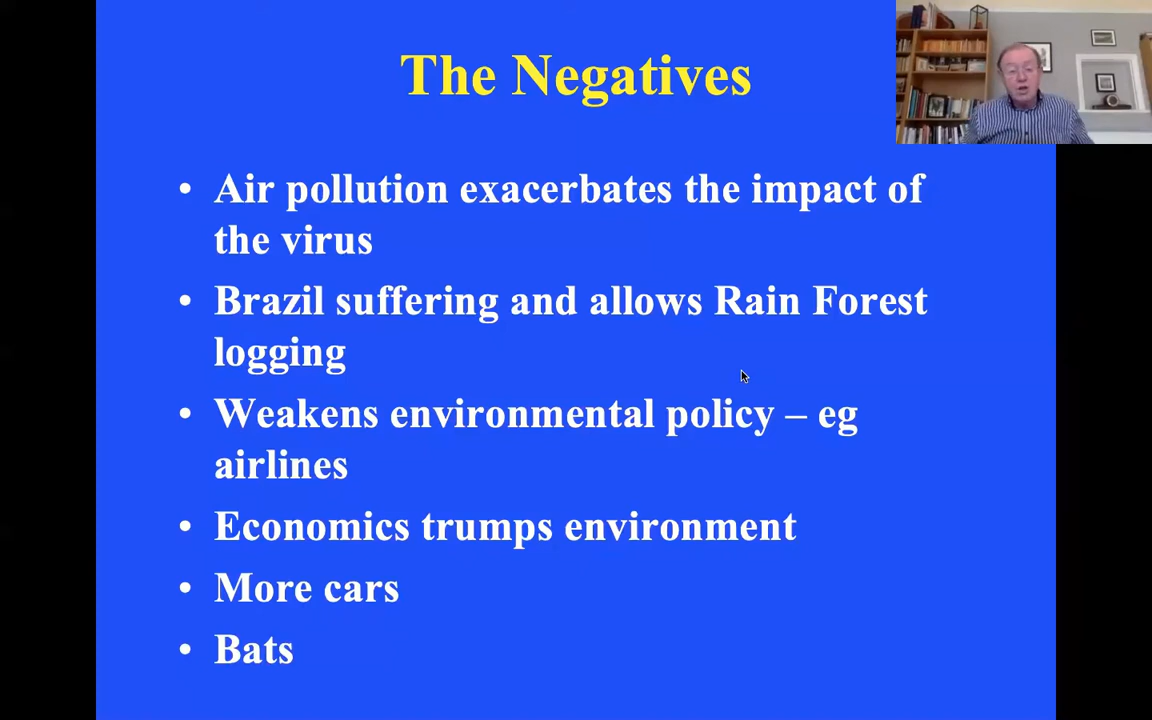 The Negatives
• Air pollution exacerbates the impact of
the virus
• Brazil suffering and allows Rain Forest
logging
• Weakens environmental policy – eg
airlines
• Economics trumps environment
• More cars
• Bats